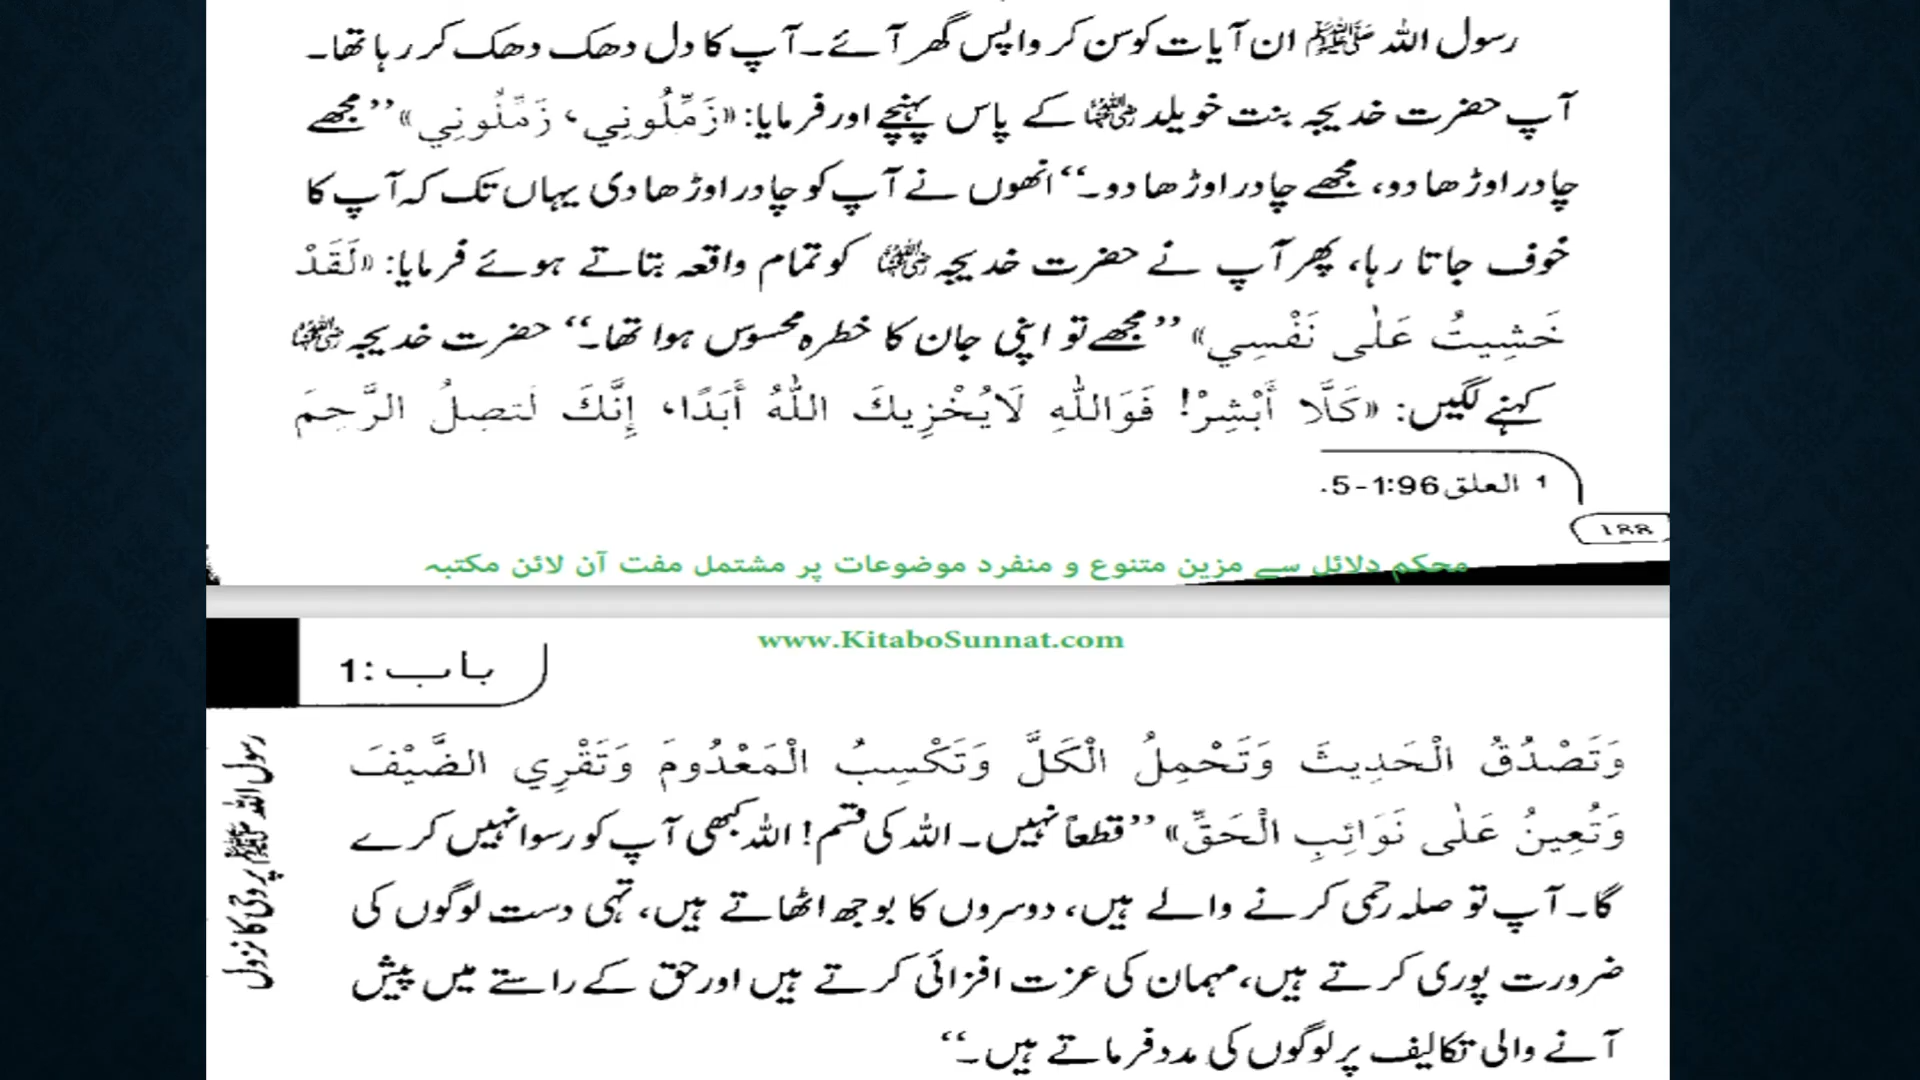 رسول اللہ ﷺ ان آیات کو سن کر واپس گھر آئے۔ آپ کا دل دھک دھک کر رہا تھا۔
آپ حضرت خدیجہ بنت خویلد رضی اللہ عنہا کے پاس پہنچے اور فرمایا: «زَمِّلُونِي، زَمِّلُونِي» ’’مجھے
چادر اوڑھا دو، مجھے چادر اوڑھا دو۔‘‘ انھوں نے آپ کو چادر اوڑھا دی یہاں تک کہ آپ کا
خوف جاتا رہا، پھر آپ نے حضرت خدیجہ رضی اللہ عنہا کو تمام واقعہ بتاتے ہوئے فرمایا: «لَقَدْ
خَشِيتُ عَلٰى نَفْسِي» ’’مجھے تو اپنی جان کا خطرہ محسوس ہوا تھا۔‘‘ حضرت خدیجہ رضی اللہ عنہا
کہنے لگیں: «كَلَّا أَبْشِرْ! فَوَاللّٰهِ لَايُخْزِيكَ اللّٰهُ أَبَدًا، إِنَّكَ لَتَصِلُ الرَّحِمَ
1 العلق 96:1-5.
188
محکم دلائل سے مزین متنوع و منفرد موضوعات پر مشتمل مفت آن لائن مکتبہ
www.KitaboSunnat.com
باب: 1
رسول اللہ ﷺ پر وحی کا نزول
وَتَصْدُقُ الْحَدِيثَ وَتَحْمِلُ الْكَلَّ وَتَكْسِبُ الْمَعْدُومَ وَتَقْرِي الضَّيْفَ
وَتُعِينُ عَلٰى نَوَائِبِ الْحَقِّ» ’’قطعاً نہیں۔ اللہ کی قسم! اللہ کبھی آپ کو رسوا نہیں کرے
گا۔ آپ تو صلہ رحمی کرنے والے ہیں، دوسروں کا بوجھ اٹھاتے ہیں، تہی دست لوگوں کی
ضرورت پوری کرتے ہیں، مہمان کی عزت افزائی کرتے ہیں اور حق کے راستے میں پیش
آنے والی تکالیف پر لوگوں کی مدد فرماتے ہیں۔‘‘